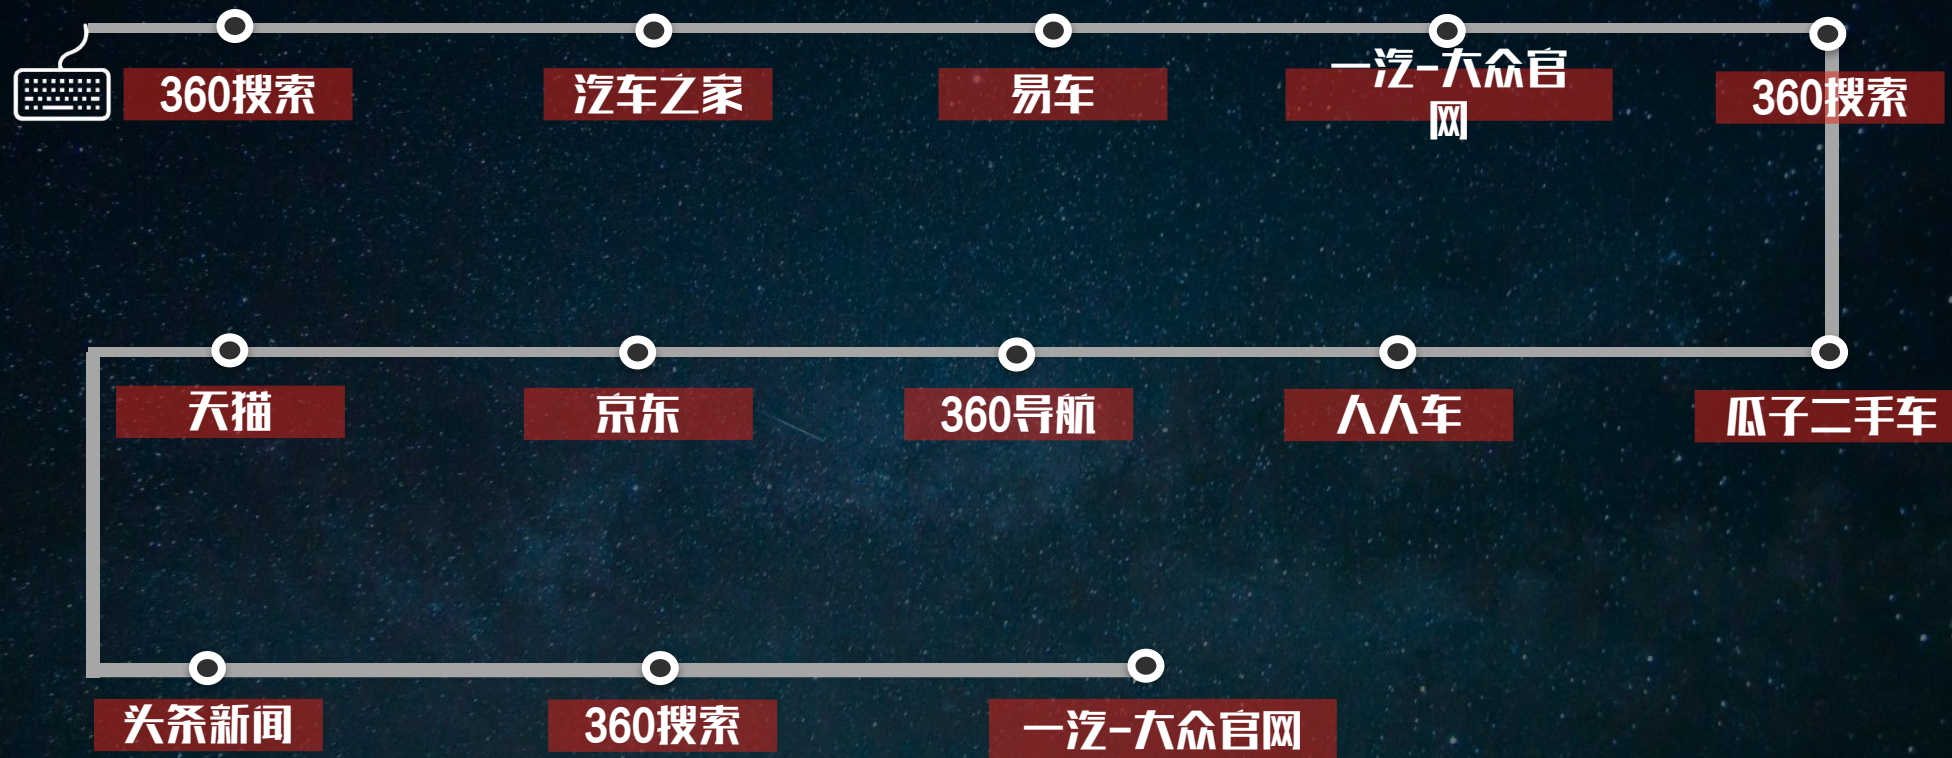 360搜索
汽车之家
易车
一汽-大众官
网
360搜索
天猫
京东
360导航
人人车
瓜子二手车
头条新闻
360搜索
一汽-大众官网